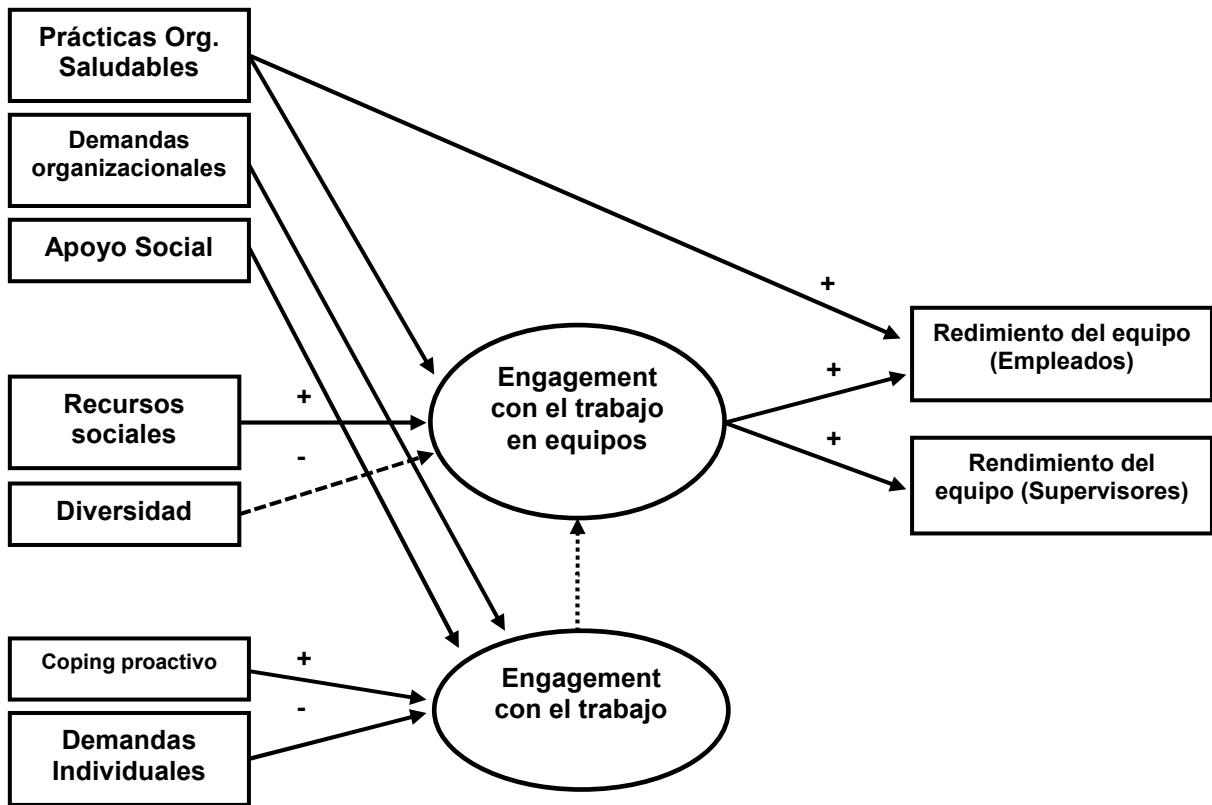 Prácticas Org.
Saludables
Demandas
organizacionales
Apoyo Social
+
Redimiento del equipo
(Empleados)
Engagement
con el trabajo
en equipos
+
Recursos
sociales
+
+
-
Rendimiento del
equipo (Supervisores)
Diversidad
Coping proactivo
+
-
Engagement
con el trabajo
Demandas
Individuales